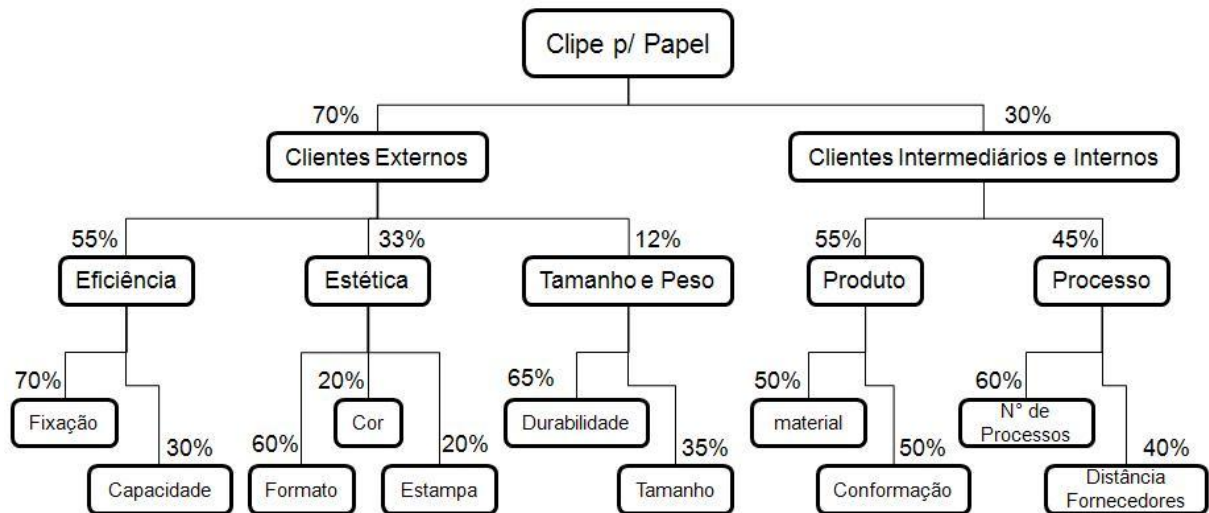 Clipe p/ Papel
70%
30%
Clientes Externos
Clientes Intermediários e Internos
55%
33%
12%
55%
45%
Eficiência
Estética
Tamanho e Peso
Produto
Processo
70%
20%
65%
50%
60%
Fixação
Cor
Durabilidade
material
N° de
Processos
30%
60%
20%
35%
50%
40%
Capacidade
Formato
Estampa
Tamanho
Conformação
Distância
Fornecedores